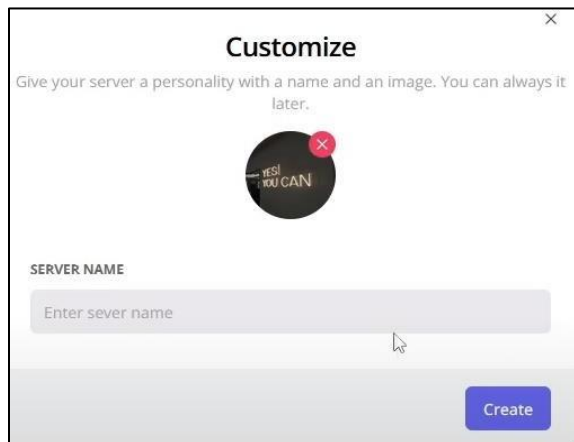 Customize
Give your server a personality with a name and an image. You can always it
later.
YES!
YOU CAN
SERVER NAME
Enter sever name
Create